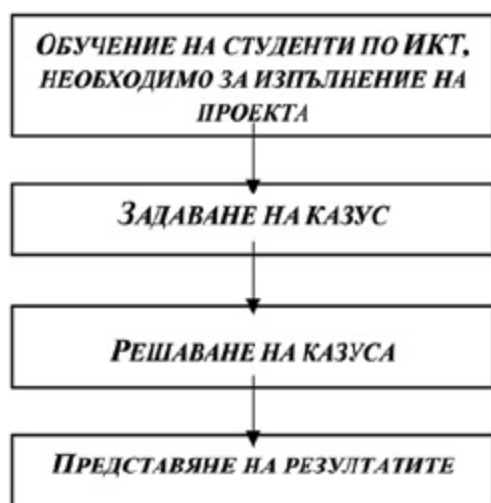 ОБУЧЕНИЕ НА СТУДЕНТИ ПО ИКТ,
НЕОБХОДИМО ЗА ИЗПЪЛНЕНИЕ НА
ПРОЕКТА
ЗАДАВАНЕ НА КАЗУС
РЕШАВАНЕ НА КАЗУСА
ПРЕДСТАВЯНЕ НА РЕЗУЛТАТИТЕ